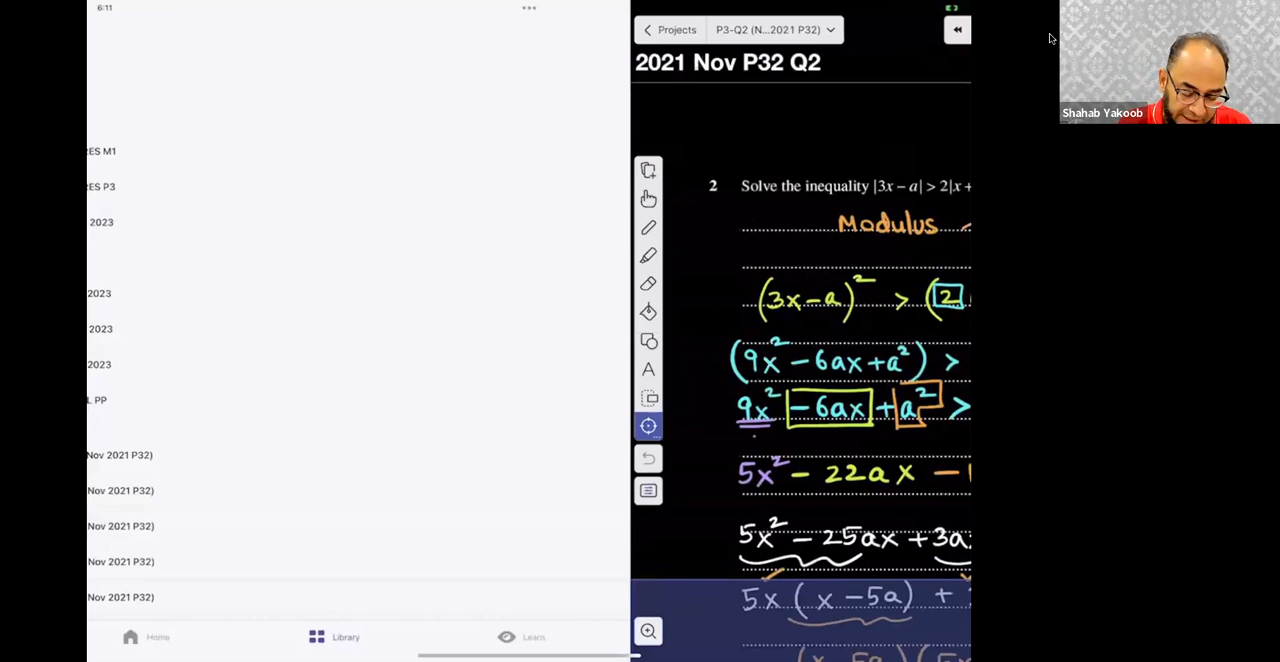 6:11
ES M1
ES P3
2023
2023
2023
2023
L PP
Nov 2021 P32)
Nov 2021 P32)
Nov 2021 P32)
Nov 2021 P32)
Nov 2021 P32)
Home
Library
Learn
Projects
P3-Q2 (N...2021 P32)
2021 Nov P32 Q2
2 Solve the inequality |3x − a| > 2|x +
Modulus
(3x − a)² > (2
(9x² − 6ax + a²) >
9x² − 6ax + a² >
5x² − 22ax −
5x² − 25ax + 3a
5x (x − 5a) +
(x − 5a) (5x
Shahab Yakoob